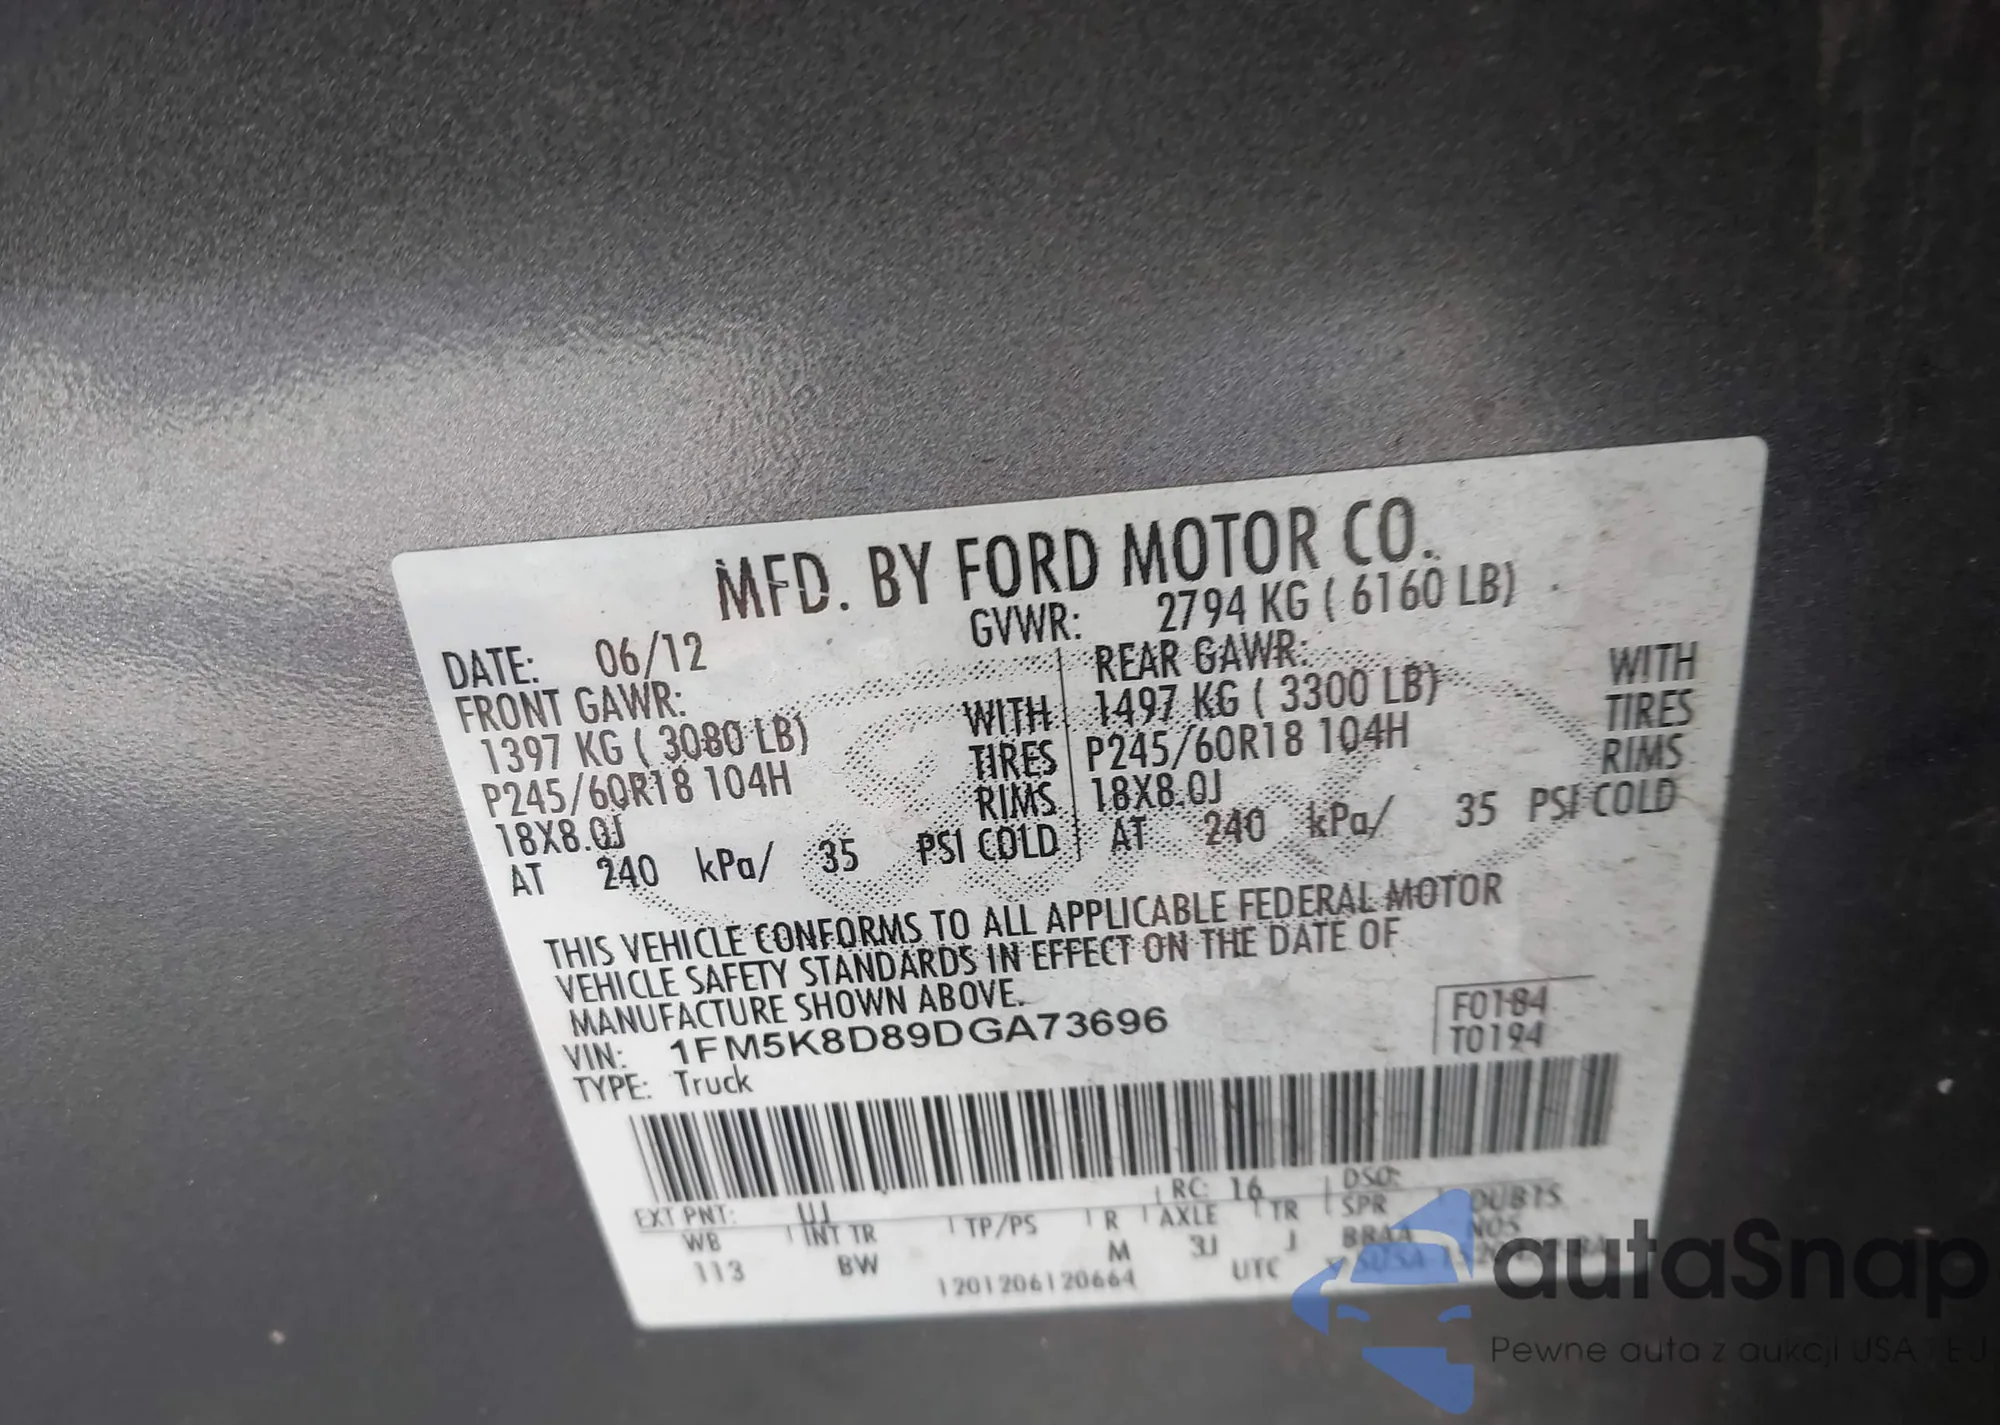 MFD. BY FORD MOTOR CO.
DATE: 06/12 GVWR: 2794 KG ( 6160 LB)
FRONT GAWR: REAR GAWR:
1397 KG ( 3080 LB) WITH 1497 KG ( 3300 LB) WITH
P245/60R18 104H TIRES P245/60R18 104H TIRES
18X8.0J RIMS 18X8.0J RIMS
AT 240 kPa/ 35 PSI COLD AT 240 kPa/ 35 PSI COLD
THIS VEHICLE CONFORMS TO ALL APPLICABLE FEDERAL MOTOR
VEHICLE SAFETY STANDARDS IN EFFECT ON THE DATE OF
MANUFACTURE SHOWN ABOVE.
VIN: 1FM5K8D89DGA73696 F0184
TYPE: Truck T0194
EXT PNT: UJ RC: 16 DSO:
WB INT TR TP/PS R AXLE TR SPR
113 BW M 3J J BRAA
1201206120664 UTC
autaSnap
Pewne auta z aukcji USA i EJ